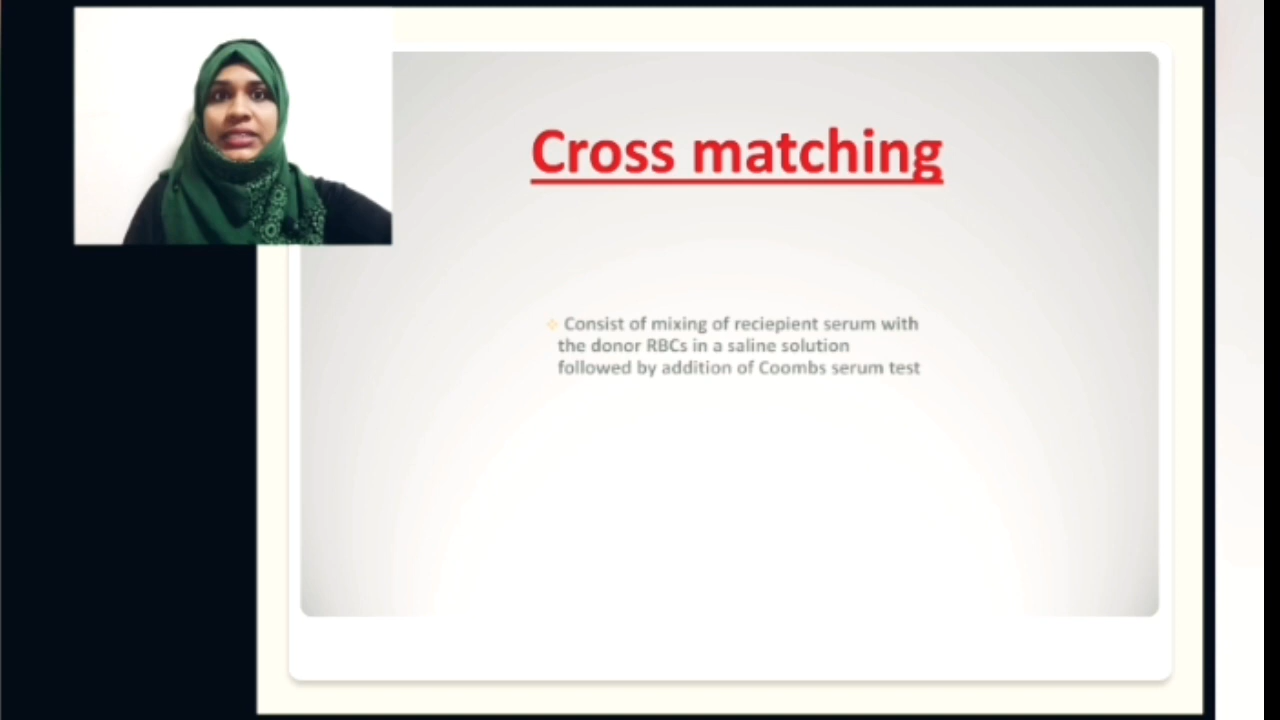 Cross matching
Consist of mixing of reciepient serum with
the donor RBCs in a saline solution
followed by addition of Coombs serum test